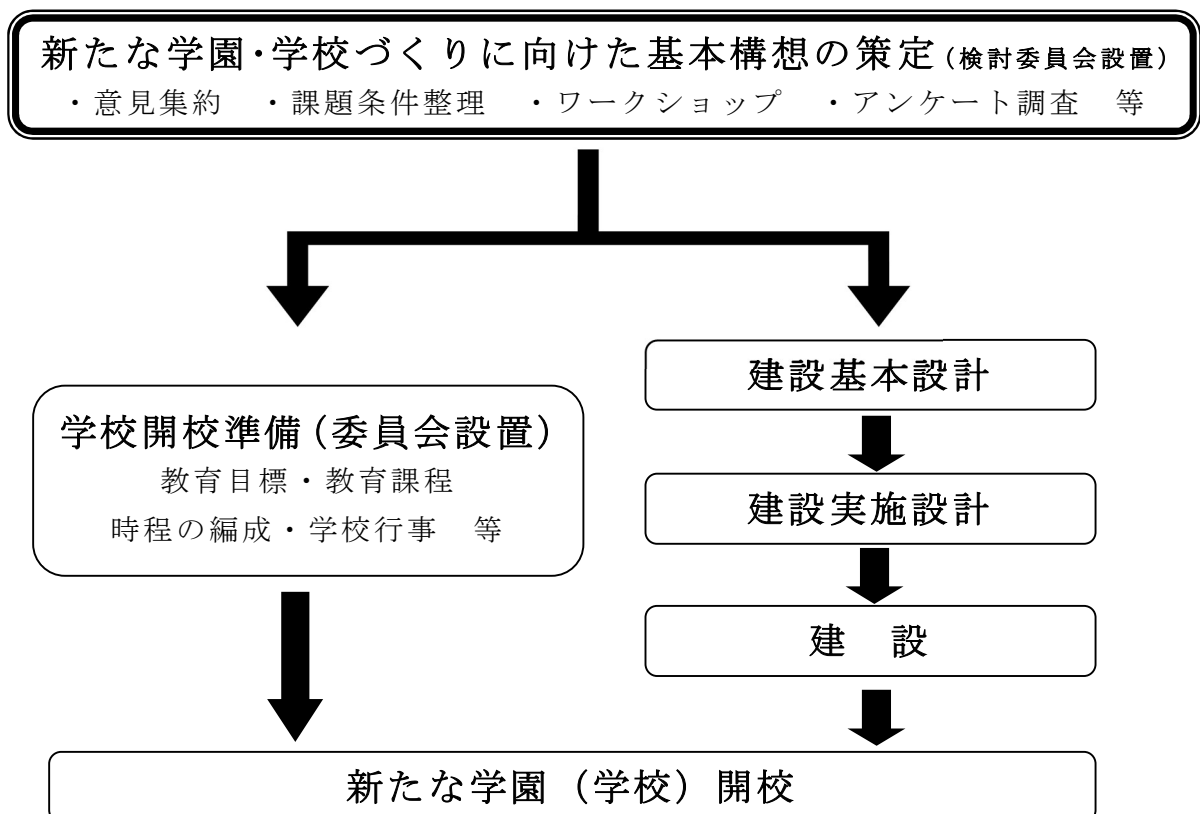 新たな学園・学校づくりに向けた基本構想の策定(検討委員会設置)
・意見集約　・課題条件整理　・ワークショップ　・アンケート調査　等
建設基本設計
学校開校準備(委員会設置)
教育目標・教育課程
時程の編成・学校行事　等
建設実施設計
建　設
新たな学園（学校）開校